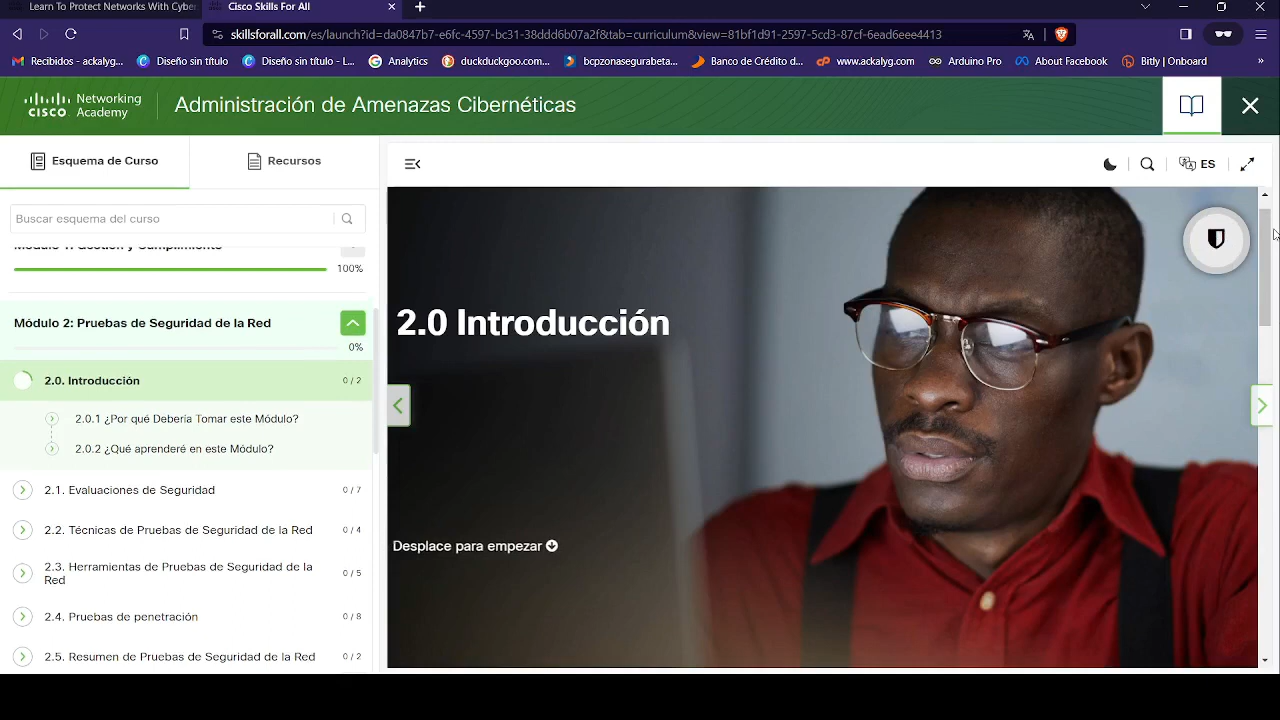 Learn To Protect Networks With Cyber
Cisco Skills For All
skillsforall.com/es/launch?id=da0847b7-e6fc-4597-bc31-38ddd6b07a2f&tab=curriculum&view=81bf1d91-2597-5cd3-87cf-6ead6eee4413
M Recibidos - ackalyg... Diseño sin título Diseño sin título - L... Analytics duckduckgo.com... bcpzonasegurabeta... Banco de Crédito d... www.ackalyg.com Arduino Pro About Facebook Bitly | Onboard »
CISCO Networking Academy
Administración de Amenazas Cibernéticas
Esquema de Curso
Recursos
ES
Buscar esquema del curso
Módulo 1: Gestión y Cumplimiento
100%
Módulo 2: Pruebas de Seguridad de la Red
0%
2.0. Introducción 0 / 2
2.0.1 ¿Por qué Debería Tomar este Módulo?
2.0.2 ¿Qué aprenderé en este Módulo?
2.1. Evaluaciones de Seguridad 0 / 7
2.2. Técnicas de Pruebas de Seguridad de la Red 0 / 4
2.3. Herramientas de Pruebas de Seguridad de la
Red 0 / 5
2.4. Pruebas de penetración 0 / 8
2.5. Resumen de Pruebas de Seguridad de la Red 0 / 2
2.0 Introducción
Desplace para empezar